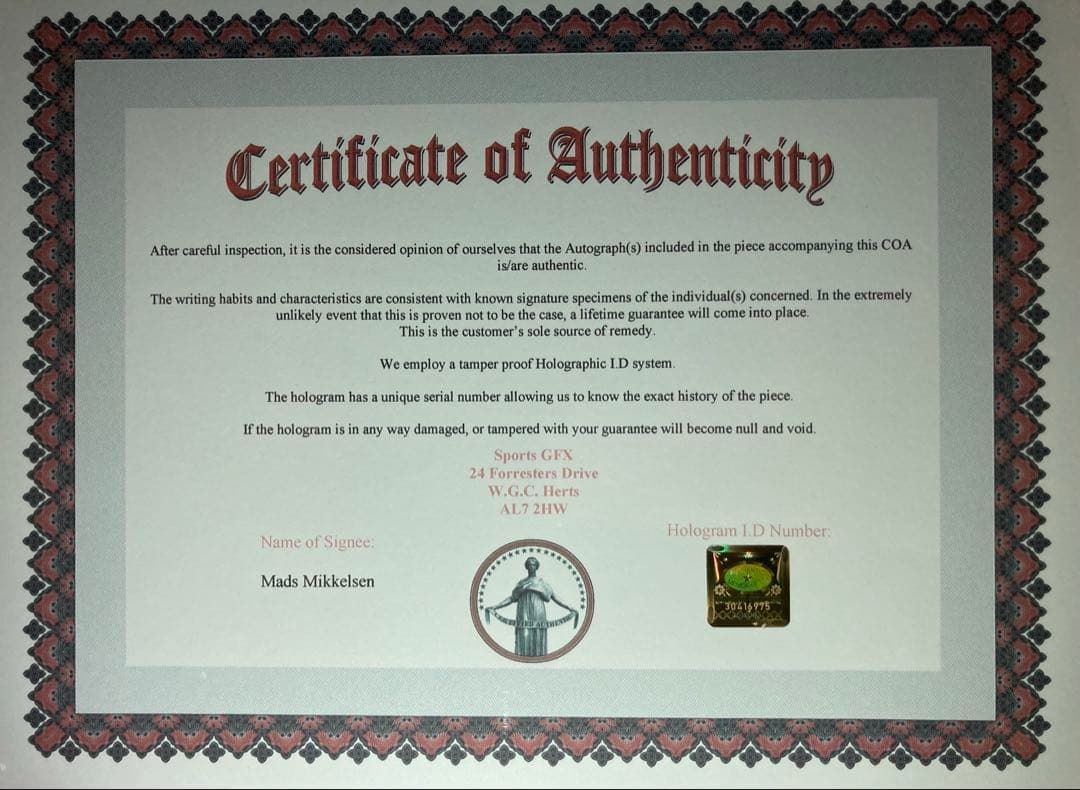 Certificate of Authenticity
After careful inspection, it is the considered opinion of ourselves that the Autograph(s) included in the piece accompanying this COA
is/are authentic.
The writing habits and characteristics are consistent with known signature specimens of the individual(s) concerned. In the extremely
unlikely event that this is proven not to be the case, a lifetime guarantee will come into place.
This is the customer's sole source of remedy.
We employ a tamper proof Holographic I.D system.
The hologram has a unique serial number allowing us to know the exact history of the piece.
If the hologram is in any way damaged, or tampered with your guarantee will become null and void.
Sports GFX
24 Forresters Drive
W.G.C. Herts
AL7 2HW
Name of Signee:
Hologram I.D Number:
Mads Mikkelsen
30416975